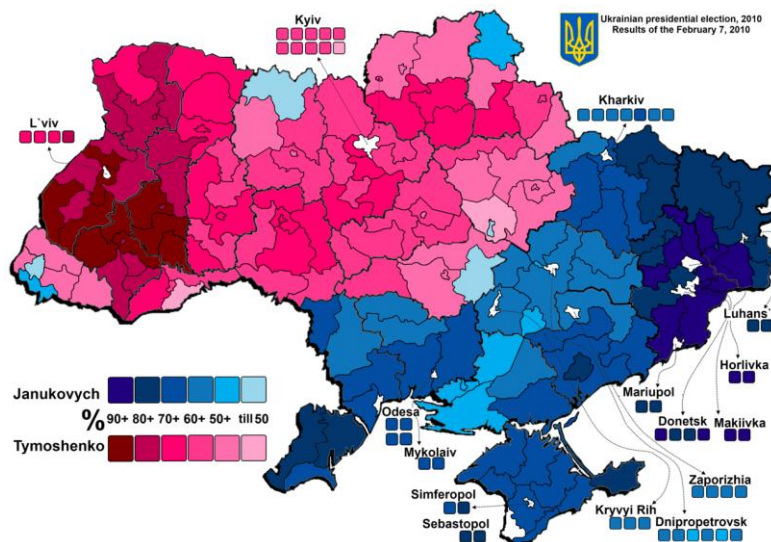 Ukrainian presidential election, 2010
Results of the February 7, 2010
Kyiv
Kharkiv
L`viv
Luhans
Horlivka
Mariupol
Donetsk
Makiivka
Janukovych
% 90+ 80+ 70+ 60+ 50+ till 50
Tymoshenko
Odesa
Mykolaiv
Zaporizhia
Simferopol
Kryvyi Rih
Dnipropetrovsk
Sebastopol